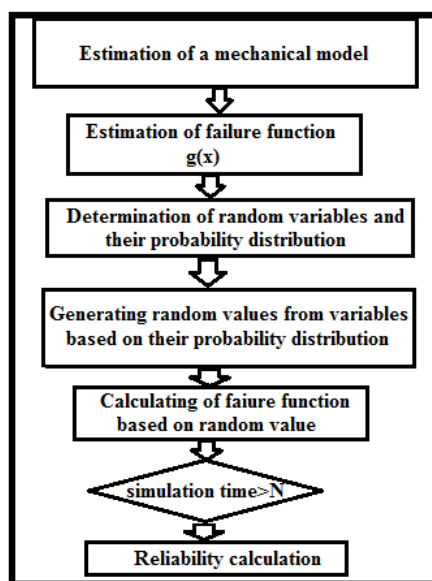 Estimation of a mechanical model
Estimation of failure function
g(x)
Determination of random variables and
their probability distribution
Generating random values from variables
based on their probability distribution
Calculating of faiure function
based on random value
simulation time>N
Reliability calculation